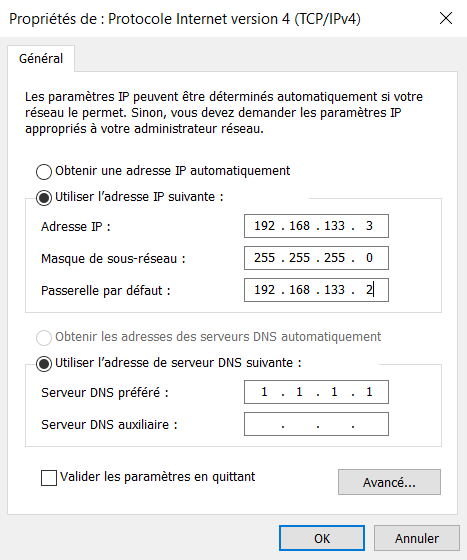 Propriétés de : Protocole Internet version 4 (TCP/IPv4)
Général
Les paramètres IP peuvent être déterminés automatiquement si votre
réseau le permet. Sinon, vous devez demander les paramètres IP
appropriés à votre administrateur réseau.
Obtenir une adresse IP automatiquement
Utiliser l’adresse IP suivante :
Adresse IP : 192 . 168 . 133 . 3
Masque de sous-réseau : 255 . 255 . 255 . 0
Passerelle par défaut : 192 . 168 . 133 . 2
Obtenir les adresses des serveurs DNS automatiquement
Utiliser l’adresse de serveur DNS suivante :
Serveur DNS préféré : 1 . 1 . 1 . 1
Serveur DNS auxiliaire : . . .
Valider les paramètres en quittant
Avancé...
OK Annuler